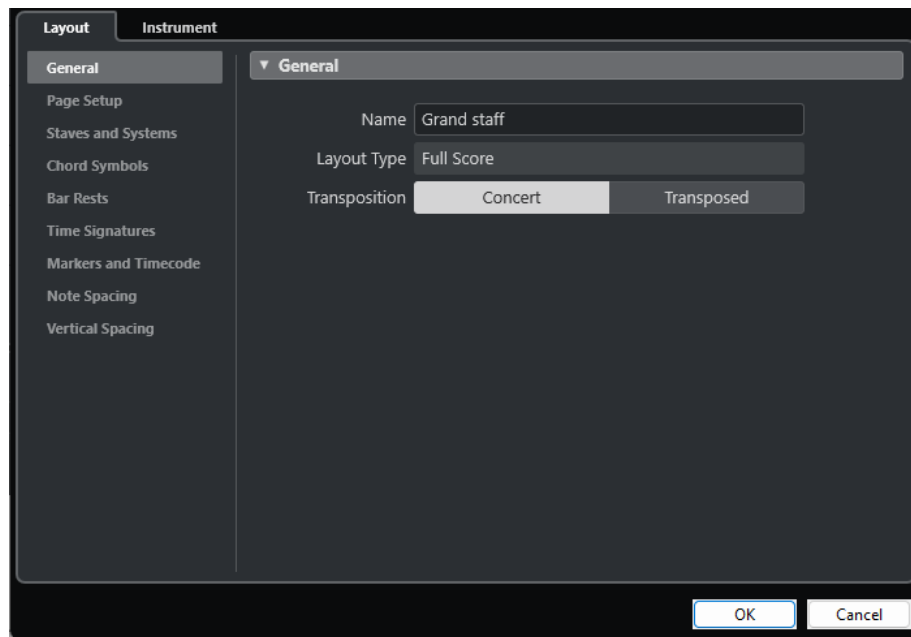 Layout Instrument
General
Page Setup
Staves and Systems
Chord Symbols
Bar Rests
Time Signatures
Markers and Timecode
Note Spacing
Vertical Spacing
General
Name Grand staff
Layout Type Full Score
Transposition Concert Transposed
OK Cancel